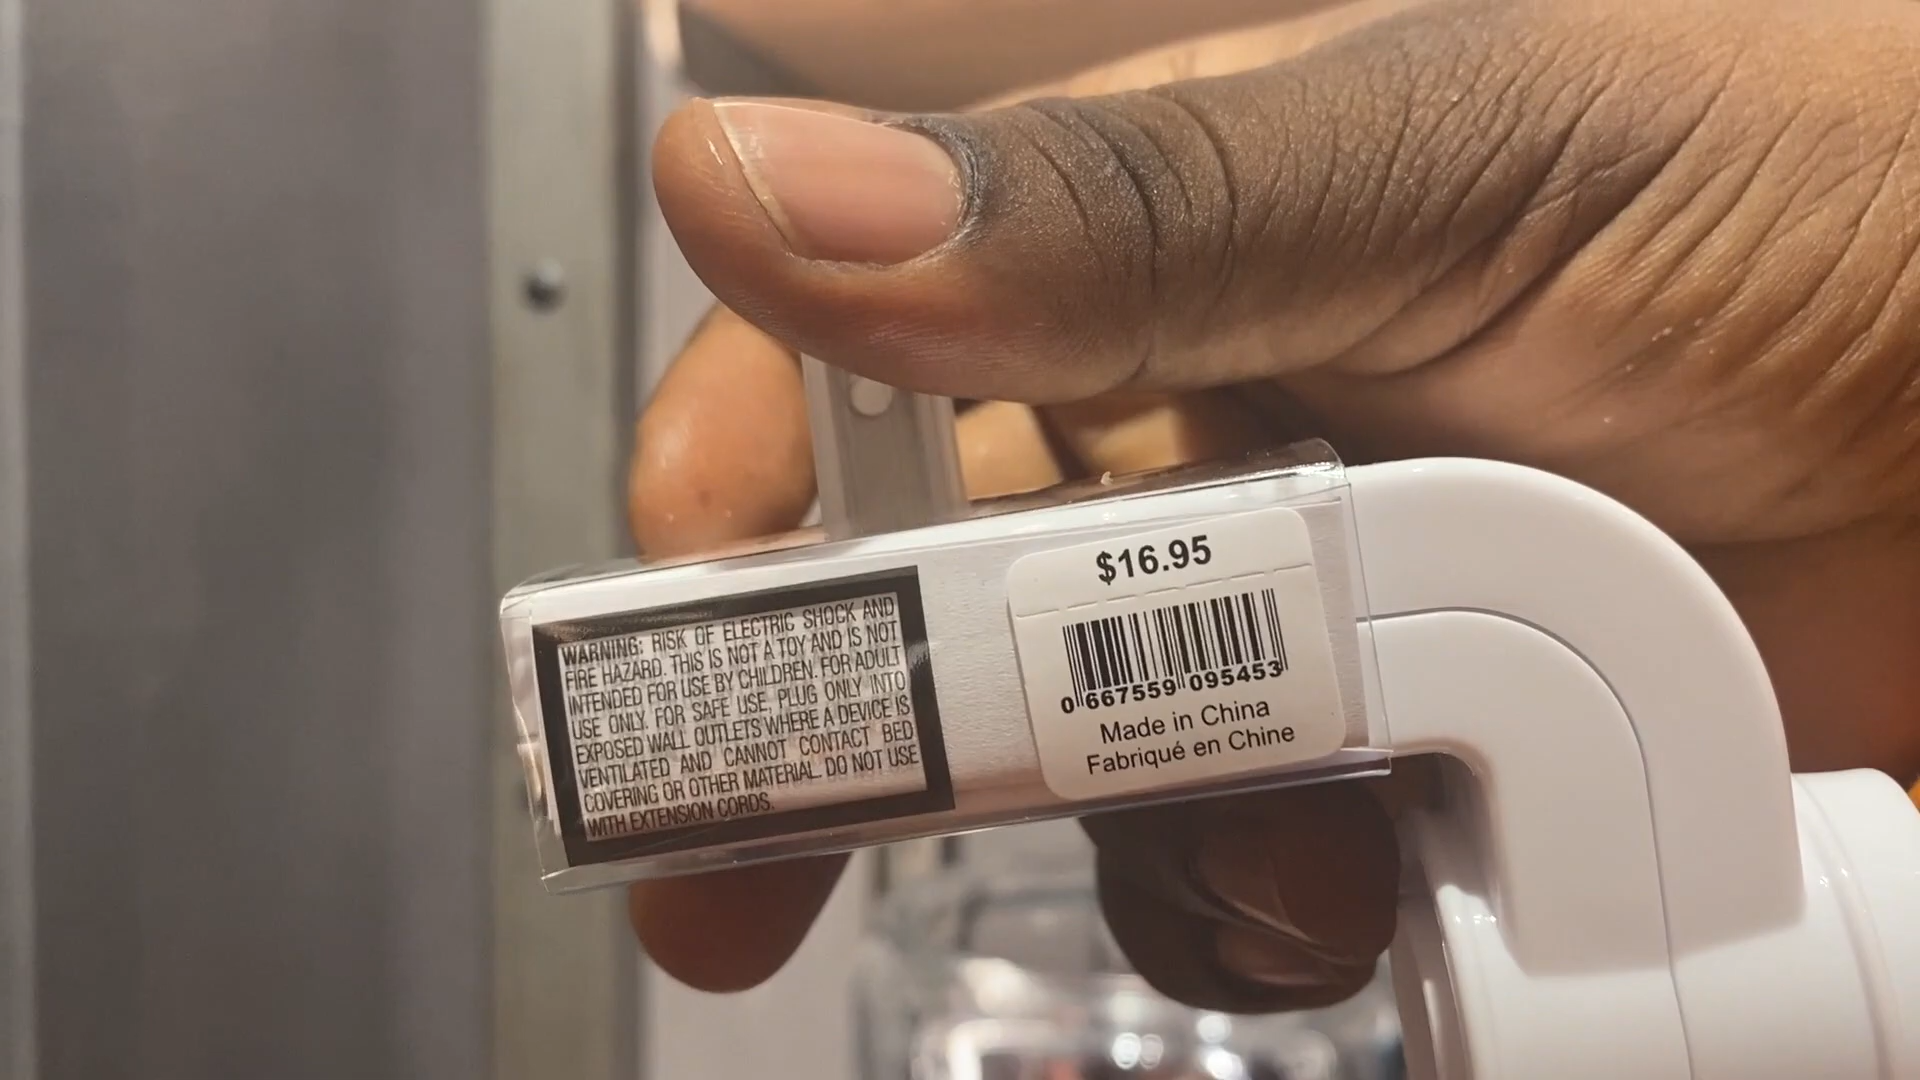 WARNING: RISK OF ELECTRIC SHOCK AND
FIRE HAZARD. THIS IS NOT A TOY AND IS NOT
INTENDED FOR USE BY CHILDREN. FOR ADULT
USE ONLY. FOR SAFE USE, PLUG ONLY INTO
EXPOSED WALL OUTLETS WHERE A DEVICE IS
VENTILATED AND CANNOT CONTACT BED
COVERING OR OTHER MATERIAL. DO NOT USE
WITH EXTENSION CORDS.
$16.95
0 667559 095453
Made in China
Fabriqué en Chine